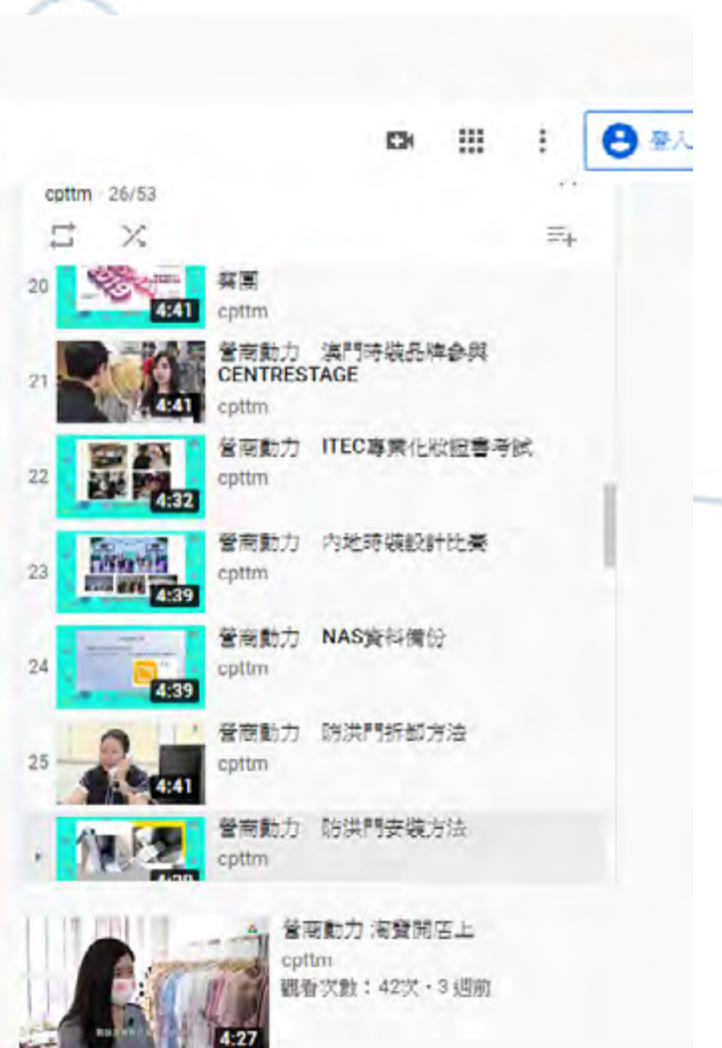 登入
cpttm · 26/53
20
4:41
蔡團
cpttm
21
4:41
營商動力 澳門時裝品牌參與
CENTRESTAGE
cpttm
22
4:32
營商動力 ITEC專業化妝證書考試
cpttm
23
4:39
營商動力 內地時裝設計比賽
cpttm
24
4:39
營商動力 NAS資料備份
cpttm
25
4:41
營商動力 防洪門拆卸方法
cpttm
營商動力 防洪門安裝方法
cpttm
4:27
營商動力 淘寶開店上
cpttm
觀看次數：42次・3 週前